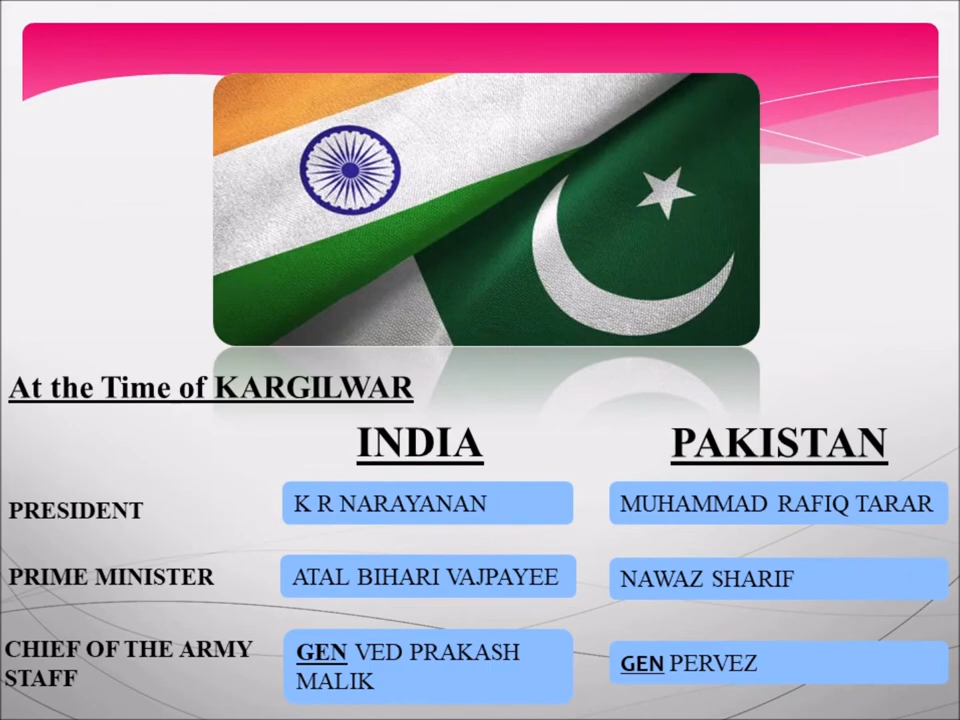 At the Time of KARGILWAR
INDIA PAKISTAN
PRESIDENT K R NARAYANAN MUHAMMAD RAFIQ TARAR
PRIME MINISTER ATAL BIHARI VAJPAYEE NAWAZ SHARIF
CHIEF OF THE ARMY
STAFF
GEN VED PRAKASH
MALIK
GEN PERVEZ